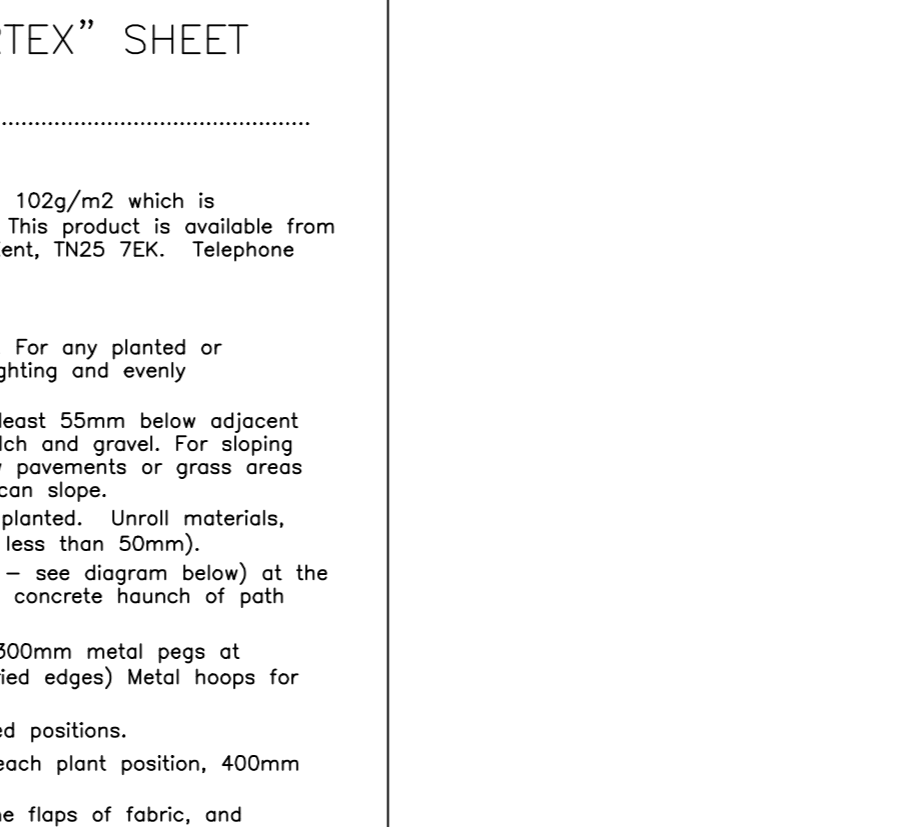 TEX” SHEET
....................................................
102g/m2 which is
This product is available from
ent, TN25 7EK. Telephone
For any planted or
ghting and evenly
least 55mm below adjacent
lch and gravel. For sloping
pavements or grass areas
can slope.
planted. Unroll materials,
less than 50mm).
– see diagram below) at the
concrete haunch of path
300mm metal pegs at
ied edges) Metal hoops for
ed positions.
each plant position, 400mm
e flaps of fabric, and